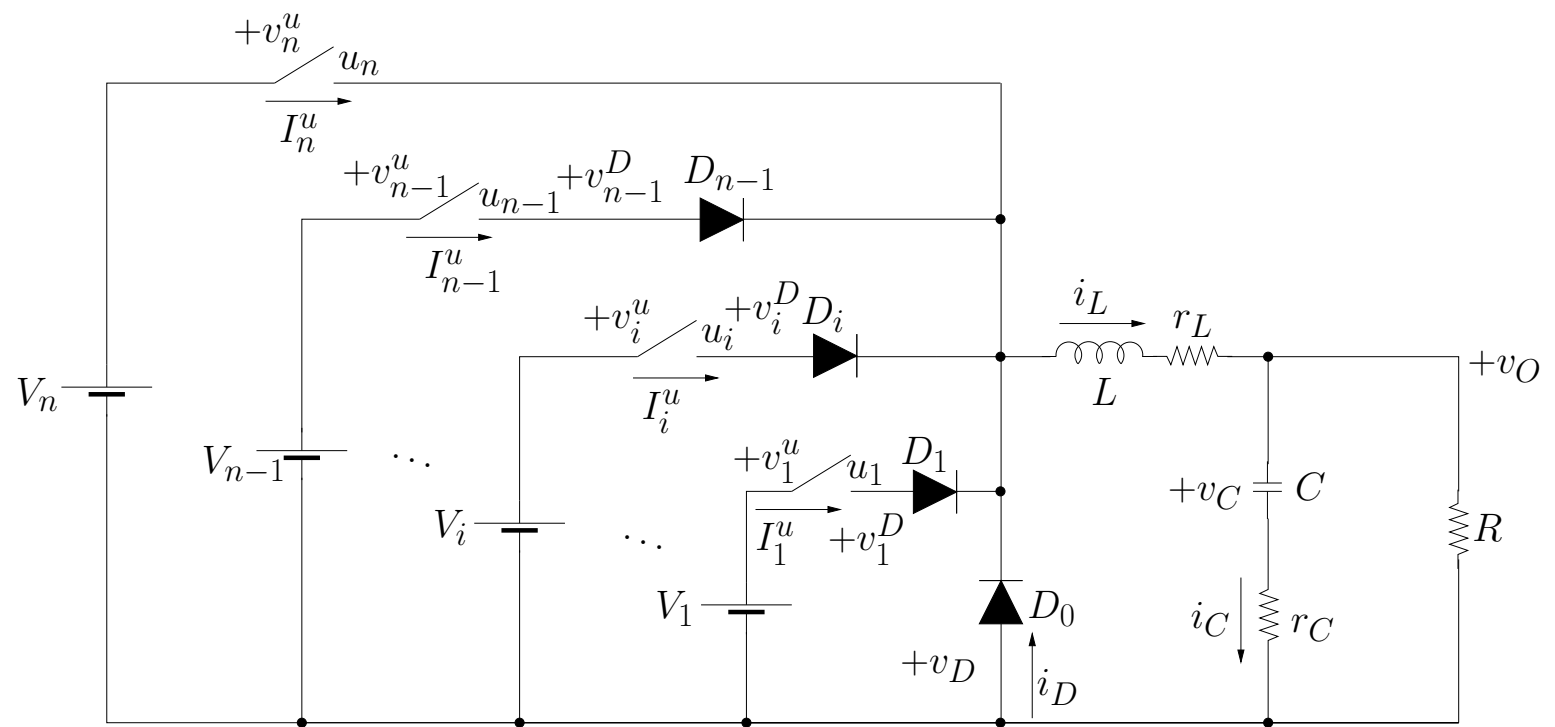 +v_n^u
u_n
I_n^u
+v_{n-1}^u
u_{n-1}
+v_{n-1}^D
D_{n-1}
I_{n-1}^u
+v_i^u
u_i
+v_i^D
D_i
I_i^u
i_L
r_L
L
+v_O
V_n
V_{n-1}
...
+v_1^u
u_1
D_1
I_1^u
+v_1^D
+v_C
C
V_i
...
R
V_1
D_0
i_C
r_C
+v_D
i_D